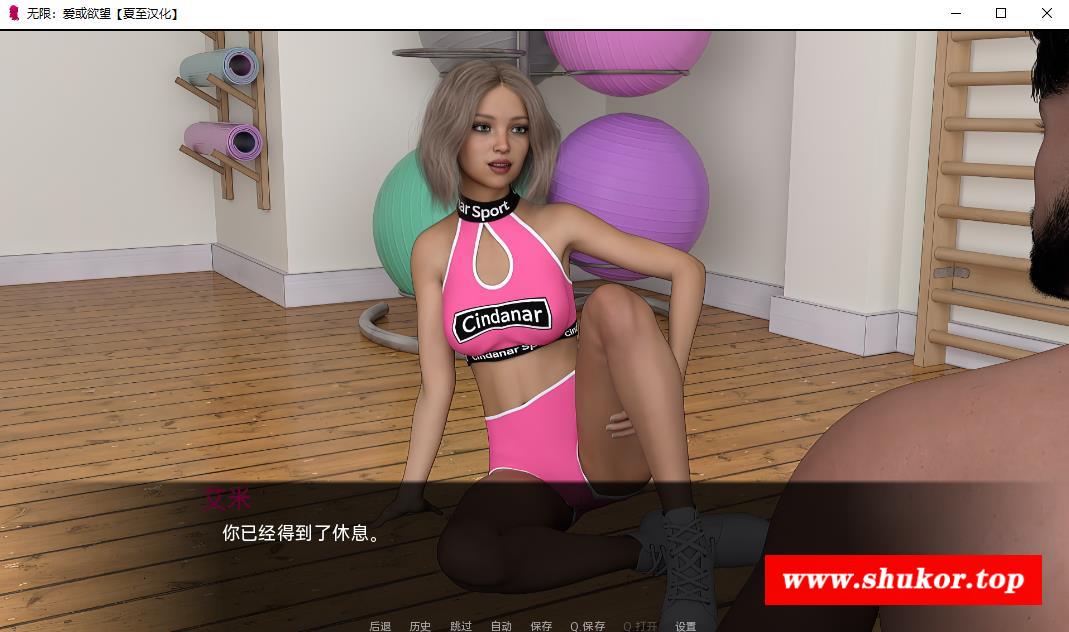 无限：爱或欲望【夏至汉化】
ar Sport
Cindanar
Cindanar Sp
cin
艾米
你已经得到了休息。
www.shukor.top
后退 历史 跳过 自动 保存 Q.保存 Q.打开 设置